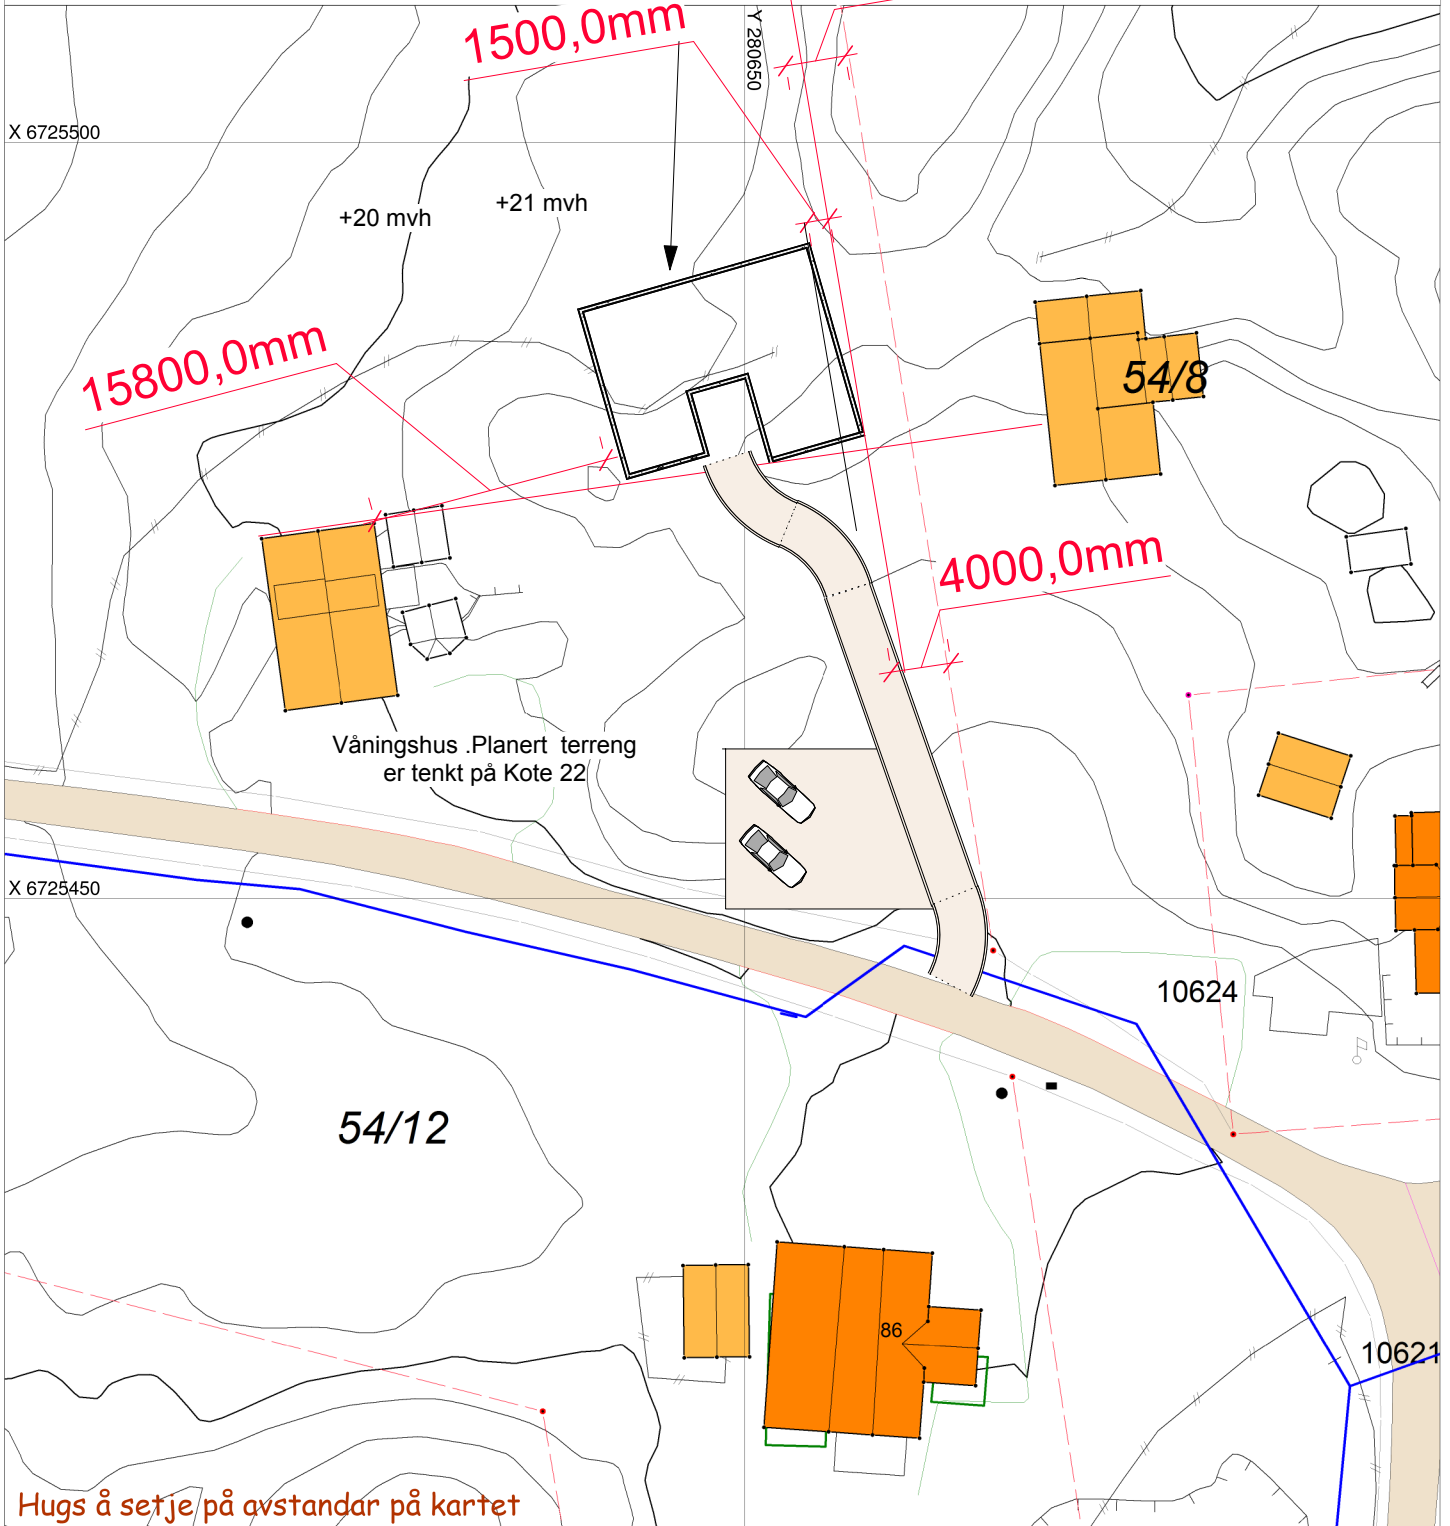 1500,0mm
Y 280650
X 6725500
+20 mvh
+21 mvh
15800,0mm
54/8
4000,0mm
Våningshus .Planert terreng
er tenkt på Kote 22
X 6725450
10624
54/12
86
10621
Hugs å setje på avstandar på kartet